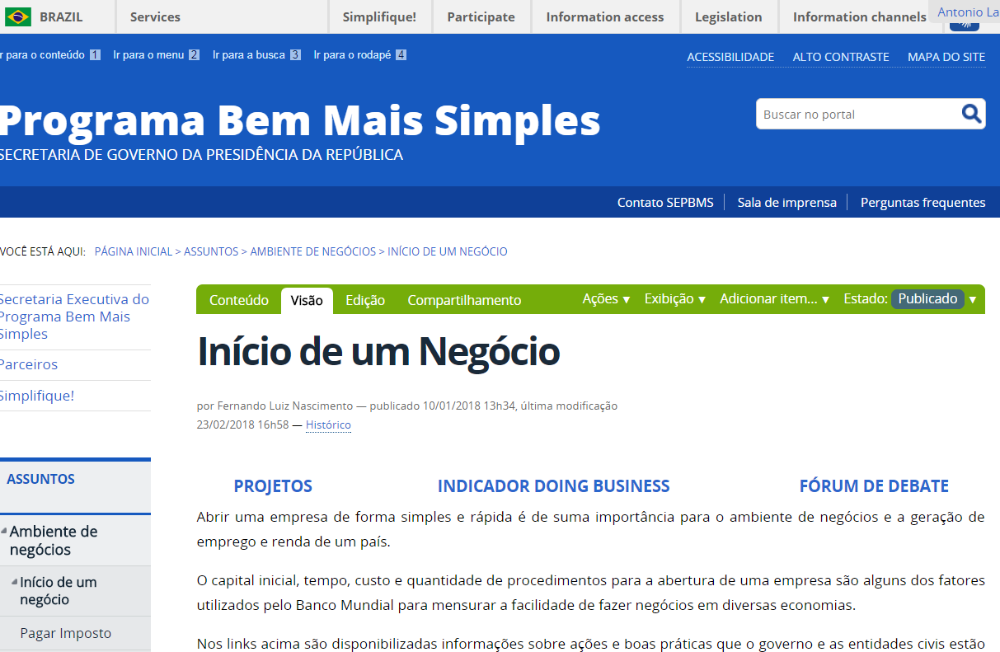 BRAZIL Services Simplifique! Participate Information access Legislation Information channels Antonio La
r para o conteúdo 1 Ir para o menu 2 Ir para a busca 3 Ir para o rodapé 4
ACESSIBILIDADE ALTO CONTRASTE MAPA DO SITE
Programa Bem Mais Simples
SECRETARIA DE GOVERNO DA PRESIDÊNCIA DA REPÚBLICA
Buscar no portal
Contato SEPBMS Sala de imprensa Perguntas frequentes
VOCÊ ESTÁ AQUI: PÁGINA INICIAL > ASSUNTOS > AMBIENTE DE NEGÓCIOS > INÍCIO DE UM NEGÓCIO
Secretaria Executiva do
Programa Bem Mais
Simples
Parceiros
Simplifique!
ASSUNTOS
Ambiente de
negócios
Início de um
negócio
Pagar Imposto
Conteúdo Visão Edição Compartilhamento Ações ▼ Exibição ▼ Adicionar item... ▼ Estado: Publicado ▼
Início de um Negócio
por Fernando Luiz Nascimento — publicado 10/01/2018 13h34, última modificação
23/02/2018 16h58 — Histórico
PROJETOS INDICADOR DOING BUSINESS FÓRUM DE DEBATE
Abrir uma empresa de forma simples e rápida é de suma importância para o ambiente de negócios e a geração de
emprego e renda de um país.
O capital inicial, tempo, custo e quantidade de procedimentos para a abertura de uma empresa são alguns dos fatores
utilizados pelo Banco Mundial para mensurar a facilidade de fazer negócios em diversas economias.
Nos links acima são disponibilizadas informações sobre ações e boas práticas que o governo e as entidades civis estão